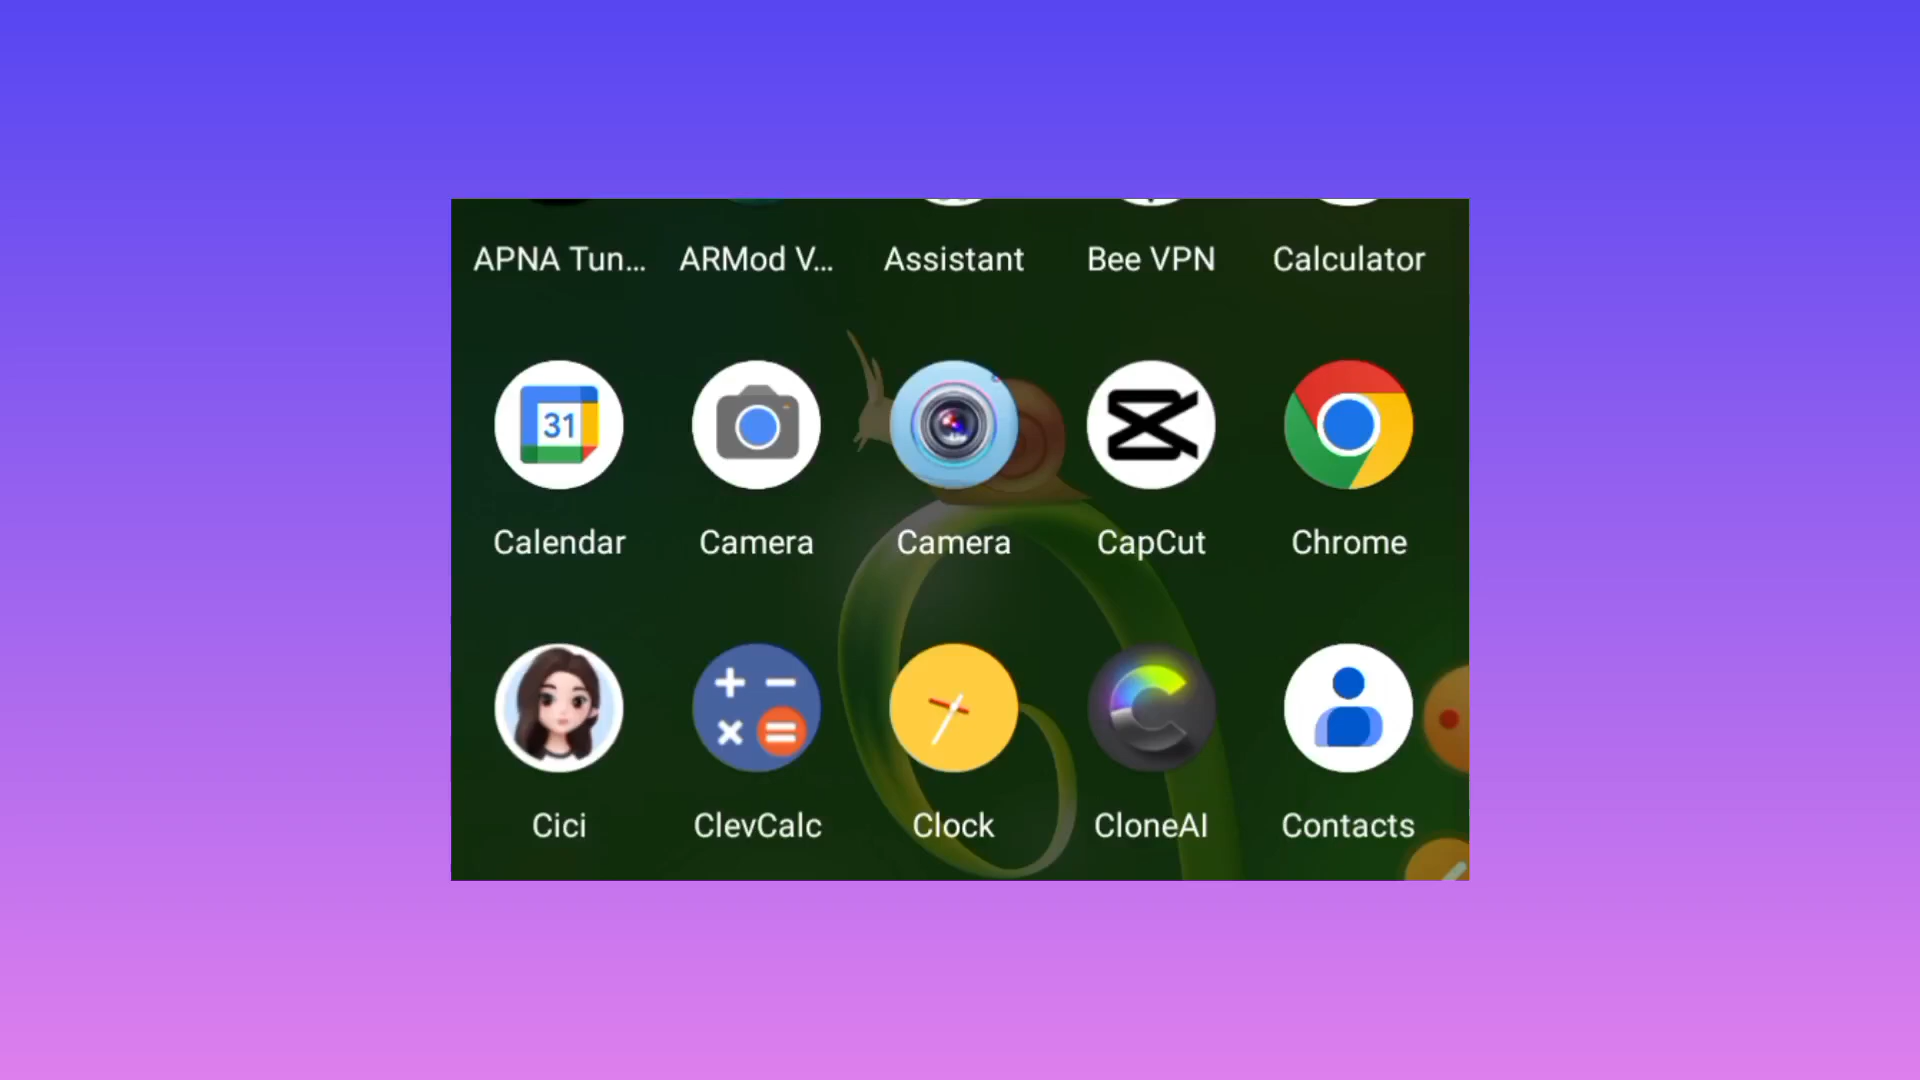 APNA Tun... ARMod V... Assistant Bee VPN Calculator
31
Calendar Camera Camera CapCut Chrome
Cici ClevCalc Clock CloneAI Contacts